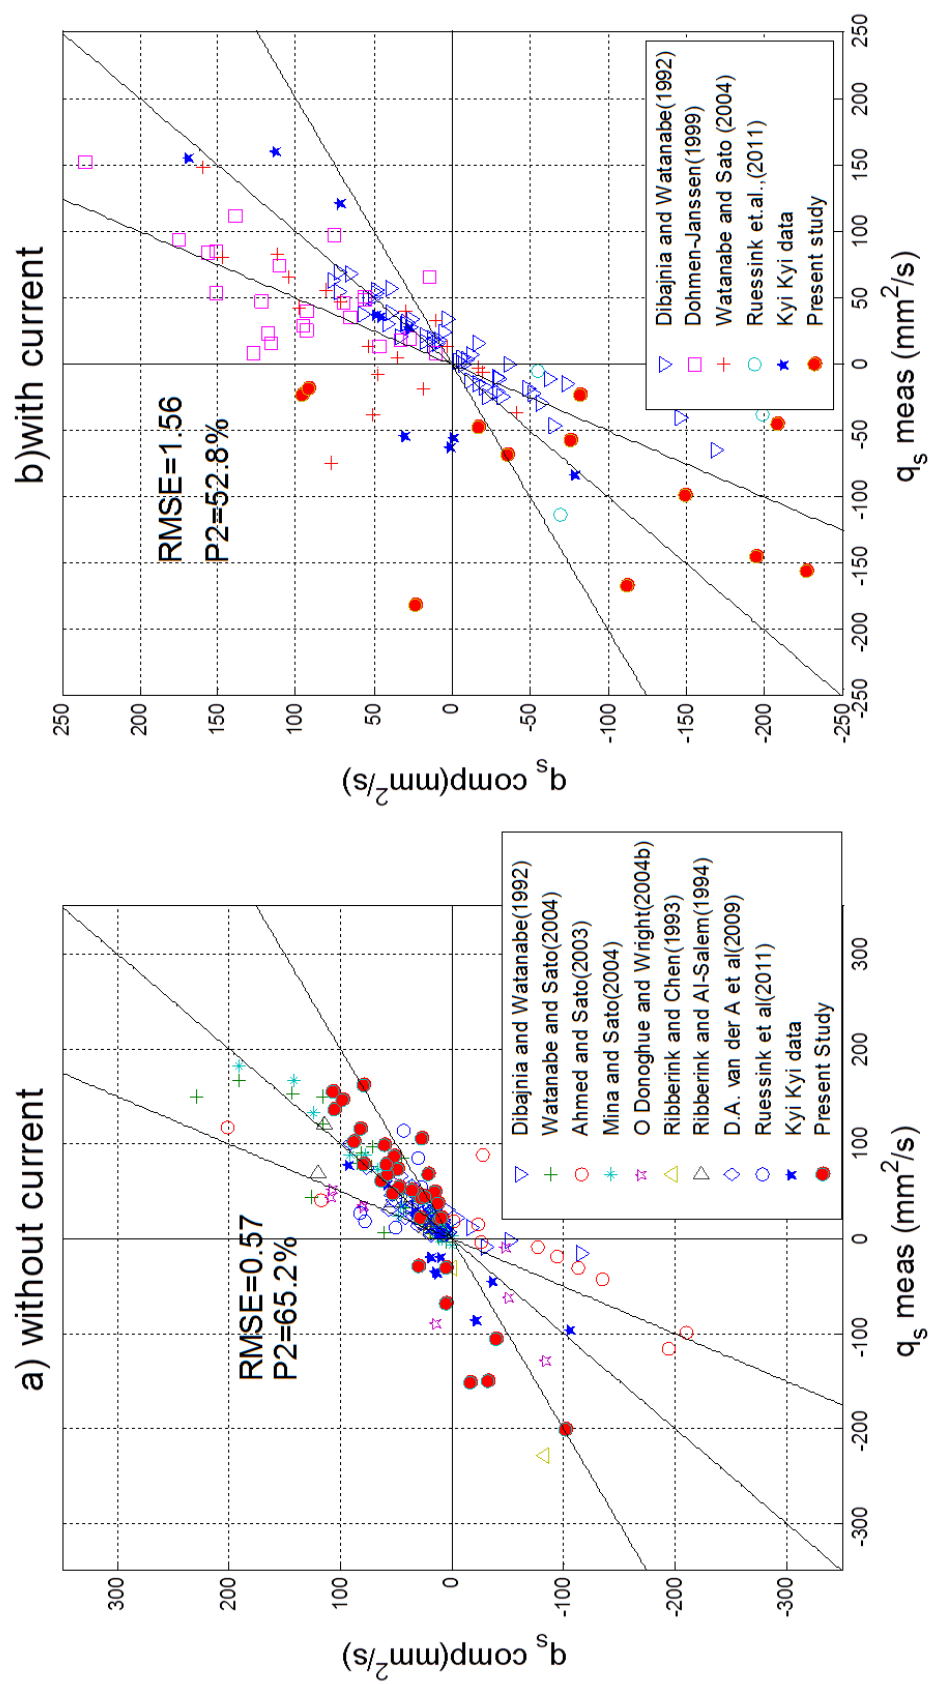 a) without current
RMSE=0.57
P2=65.2%
300
200
100
0
-100
-200
-300
qs comp(mm2/s)
-300
-200
-100
0
100
200
300
qs meas (mm2/s)
Dibajnia and Watanabe(1992)
Watanabe and Sato(2004)
Ahmed and Sato(2003)
Mina and Sato(2004)
O Donoghue and Wright(2004b)
Ribberink and Chen(1993)
Ribberink and Al-Salem(1994)
D.A. van der A et al(2009)
Ruessink et al(2011)
Kyi Kyi data
Present Study
b)with current
RMSE=1.56
P2=52.8%
250
200
150
100
50
0
-50
-100
-150
-200
-250
qs comp(mm2/s)
-250
-200
-150
-100
-50
0
50
100
150
200
250
qs meas (mm2/s)
Dibajnia and Watanabe(1992)
Dohmen-Janssen(1999)
Watanabe and Sato (2004)
Ruessink et.al.,(2011)
Kyi Kyi data
Present study